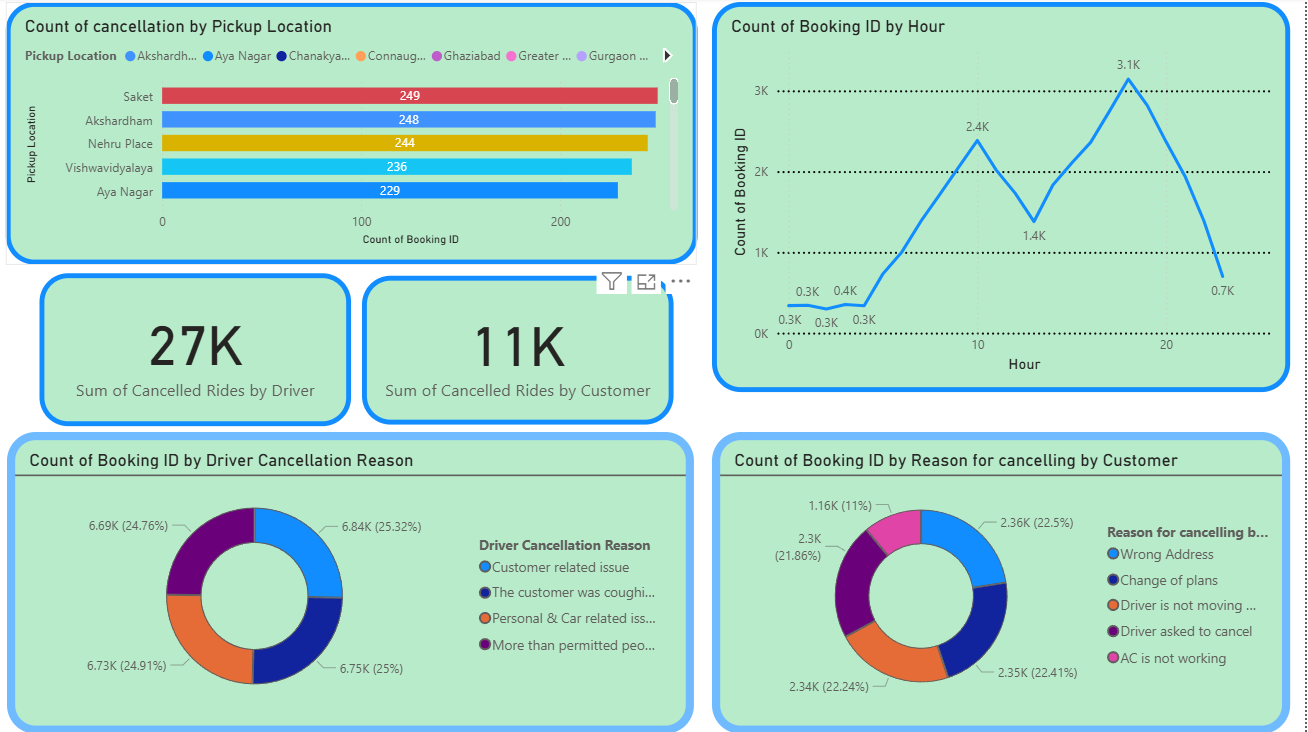 Count of cancellation by Pickup Location
Pickup Location Akshardh... Aya Nagar Chanakya... Connaug... Ghaziabad Greater ... Gurgaon ...
Pickup Location
Saket 249
Akshardham 248
Nehru Place 244
Vishwavidyalaya 236
Aya Nagar 229
0 100 200
Count of Booking ID
Count of Booking ID by Hour
Count of Booking ID
3K
2K
1K
0K
0.3K
0.3K
0.3K
0.4K
0.3K
2.4K
1.4K
3.1K
0.7K
0 10 20
Hour
27K
Sum of Cancelled Rides by Driver
11K
Sum of Cancelled Rides by Customer
Count of Booking ID by Driver Cancellation Reason
6.69K (24.76%)
6.84K (25.32%)
6.73K (24.91%)
6.75K (25%)
Driver Cancellation Reason
Customer related issue
The customer was coughi...
Personal & Car related iss...
More than permitted peo...
Count of Booking ID by Reason for cancelling by Customer
1.16K (11%)
2.36K (22.5%)
2.3K
(21.86%)
2.34K (22.24%)
2.35K (22.41%)
Reason for cancelling b...
Wrong Address
Change of plans
Driver is not moving ...
Driver asked to cancel
AC is not working